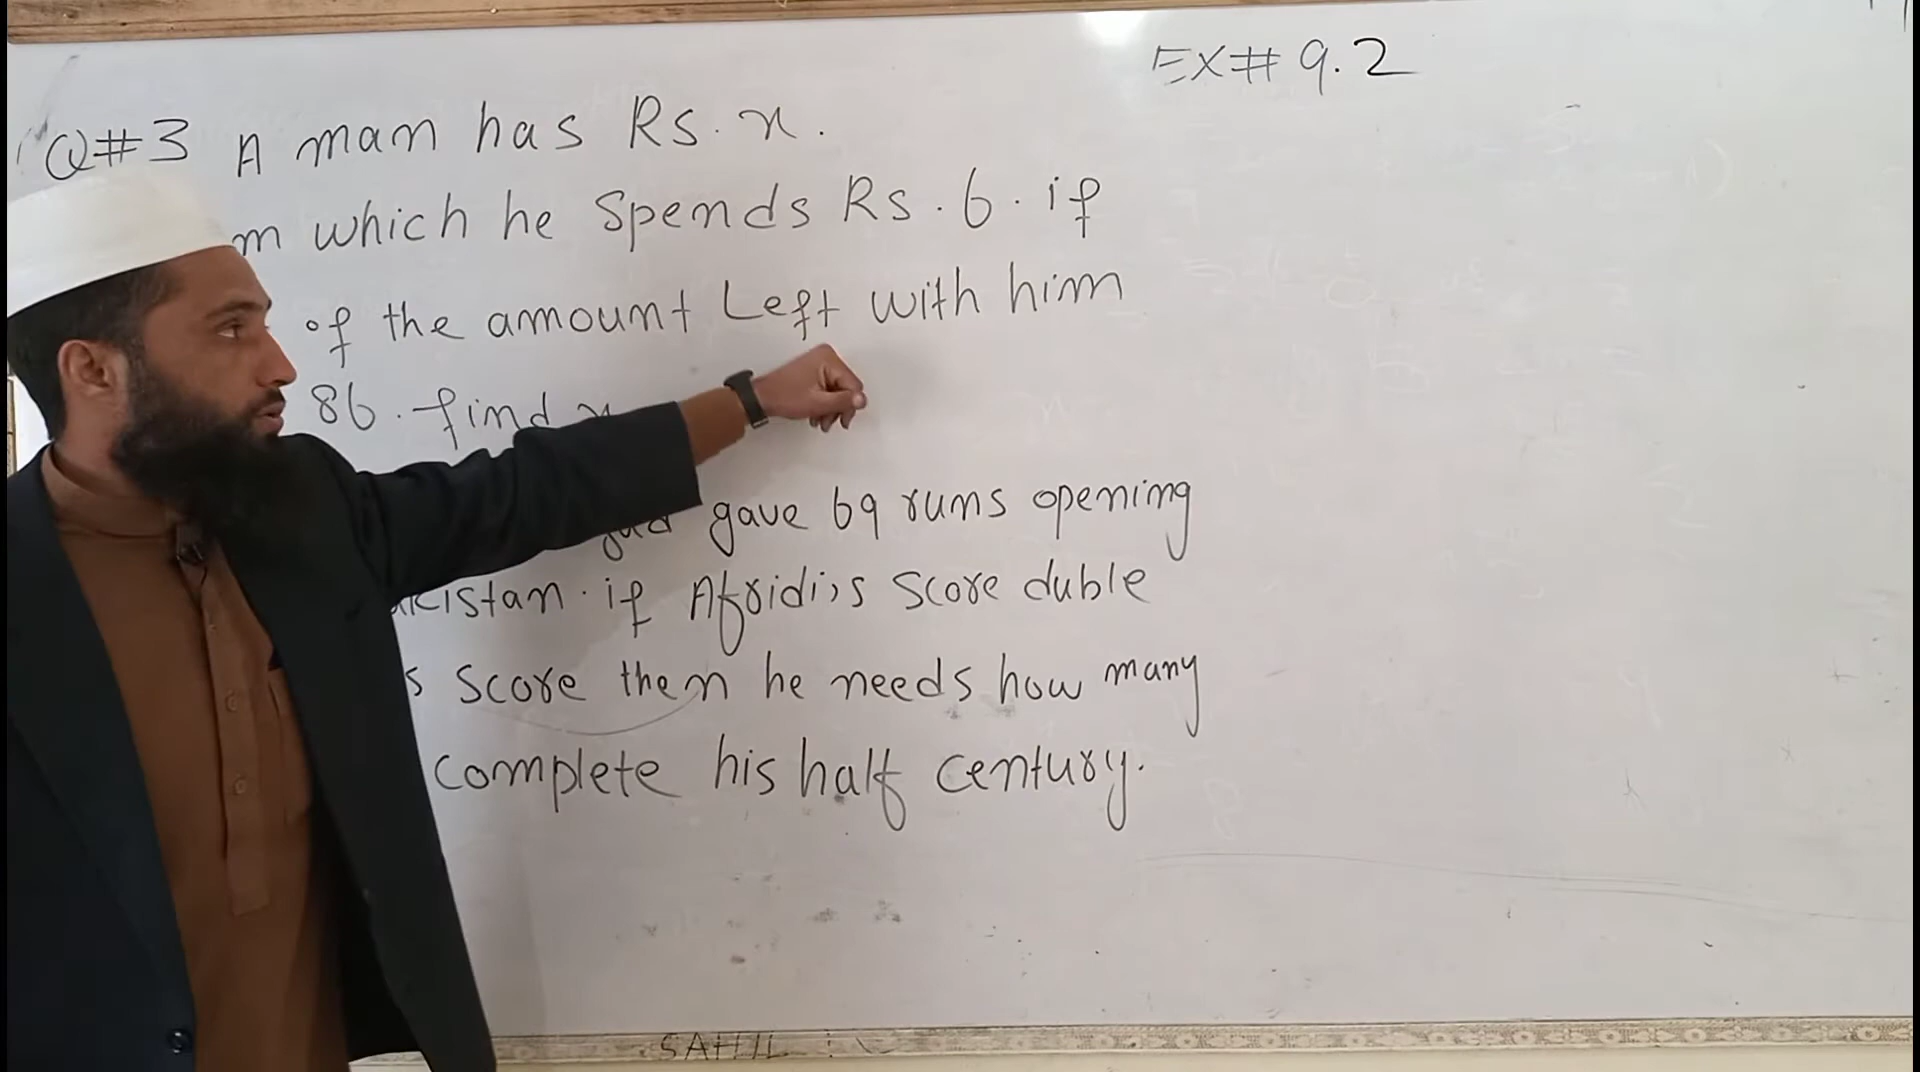 EX# 9.2
Q#3 A man has Rs. x.
m which he spends Rs. 6. if
of the amount Left with him
86. find x
gave 69 runs opening
kistan. if Afridi,s score duble
s score then he needs how many
complete his half century.
SAHIL